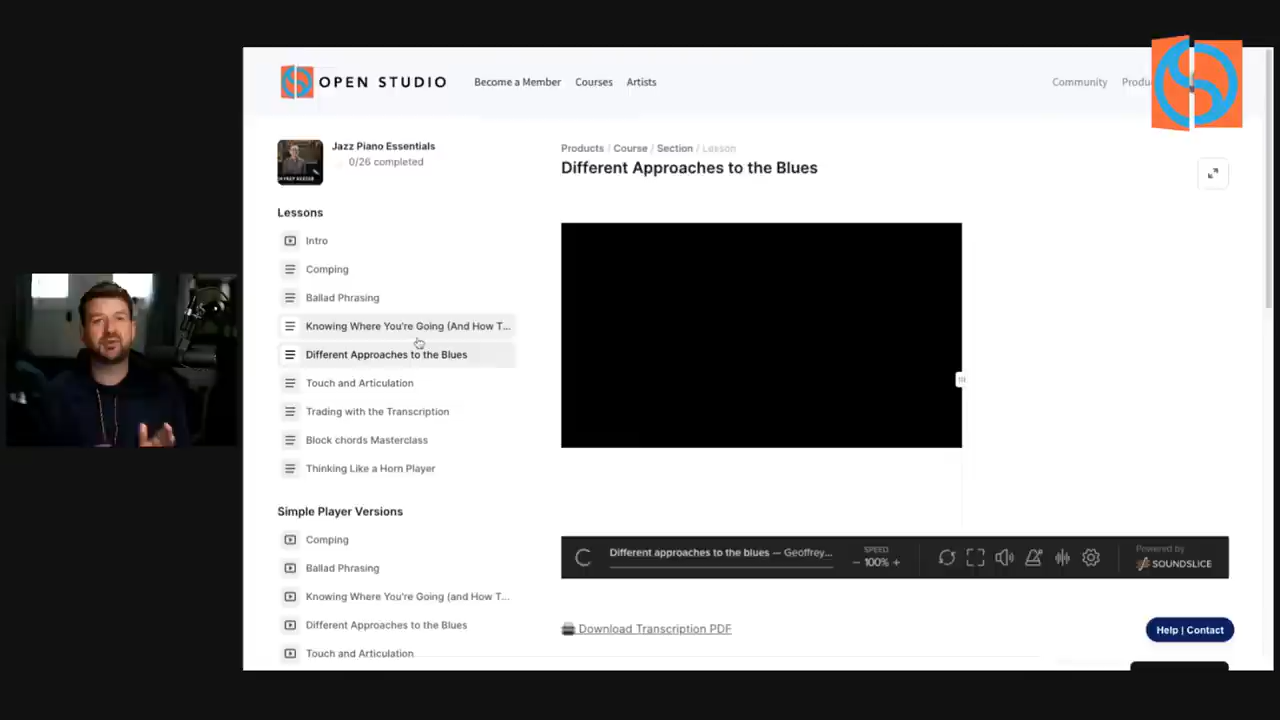 OPEN STUDIO
Become a Member
Courses
Artists
Community
Jazz Piano Essentials
0/26 completed
Products / Course / Section / Lesson
Different Approaches to the Blues
Lessons
Intro
Comping
Ballad Phrasing
Knowing Where You're Going (And How T...
Different Approaches to the Blues
Touch and Articulation
Trading with the Transcription
Block chords Masterclass
Thinking Like a Horn Player
Simple Player Versions
Comping
Ballad Phrasing
Knowing Where You're Going (and How T...
Different Approaches to the Blues
Touch and Articulation
Different approaches to the blues — Geoffrey...
SPEED
− 100% +
Powered by
SOUNDSLICE
Download Transcription PDF
Help | Contact